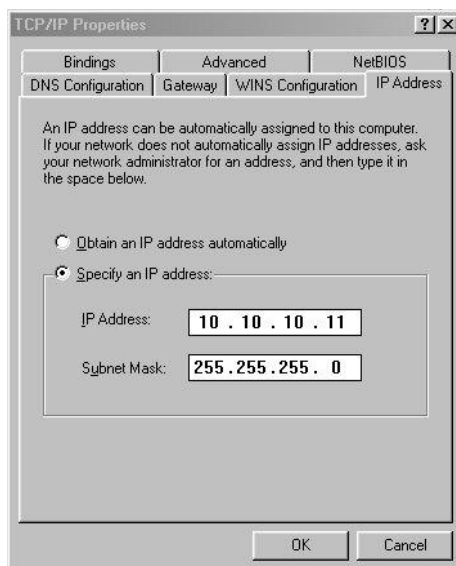 TCP/IP Properties ? ×
Bindings Advanced NetBIOS
DNS Configuration Gateway WINS Configuration IP Address
An IP address can be automatically assigned to this computer.
If your network does not automatically assign IP addresses, ask
your network administrator for an address, and then type it in
the space below.
Obtain an IP address automatically
Specify an IP address:
IP Address: 10 . 10 . 10 . 11
Subnet Mask: 255 . 255 . 255 . 0
OK Cancel